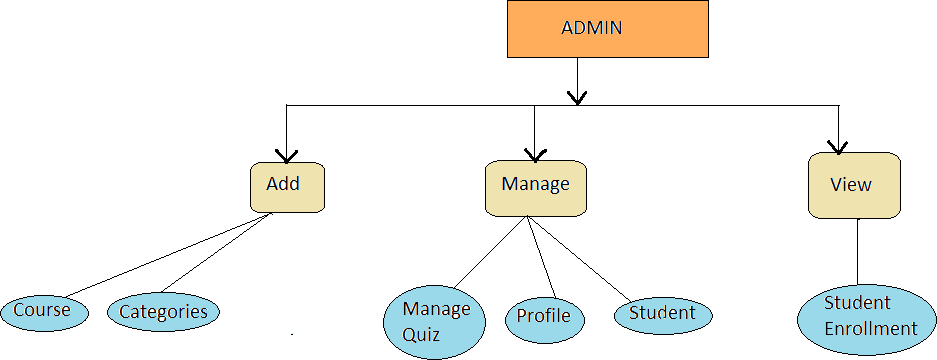 ADMIN
Add
Manage
View
Course
Categories
Manage
Quiz
Profile
Student
Student
Enrollment